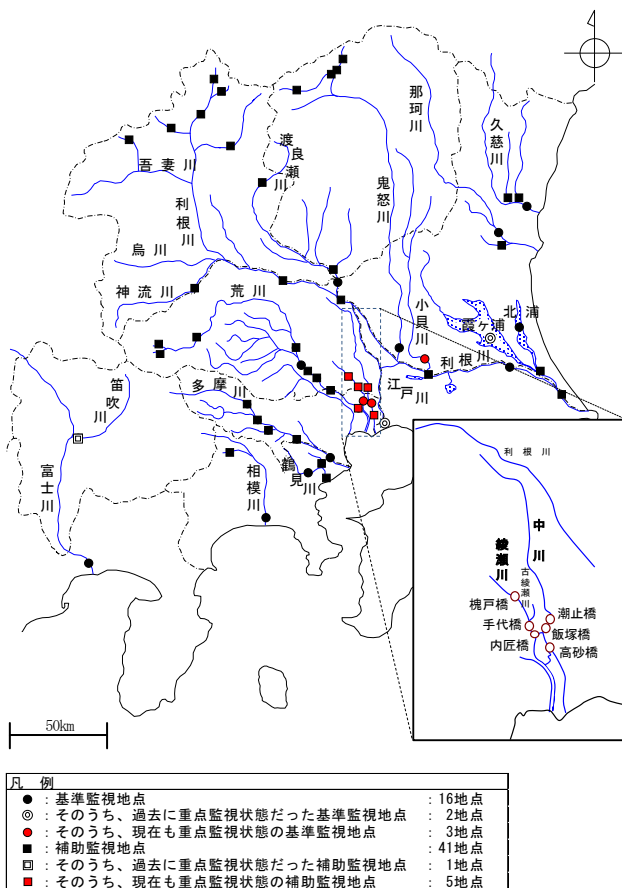 那珂川
久慈川
渡良瀬川
鬼怒川
吾妻川
利根川
烏川
神流川
荒川
小貝川
北浦
霞ヶ浦
利根川
江戸川
笛吹川
多摩川
富士川
相模川
鶴見川
利根川
中川
綾瀬川
古綾瀬川
槐戸橋
潮止橋
手代橋
飯塚橋
内匠橋
高砂橋
50km
凡 例
● : 基準監視地点 : 16地点
◎ : そのうち、過去に重点監視状態だった基準監視地点 : 2地点
● : そのうち、現在も重点監視状態の基準監視地点 : 3地点
■ : 補助監視地点 : 41地点
回 : そのうち、過去に重点監視状態だった補助監視地点 : 1地点
■ : そのうち、現在も重点監視状態の補助監視地点 : 5地点